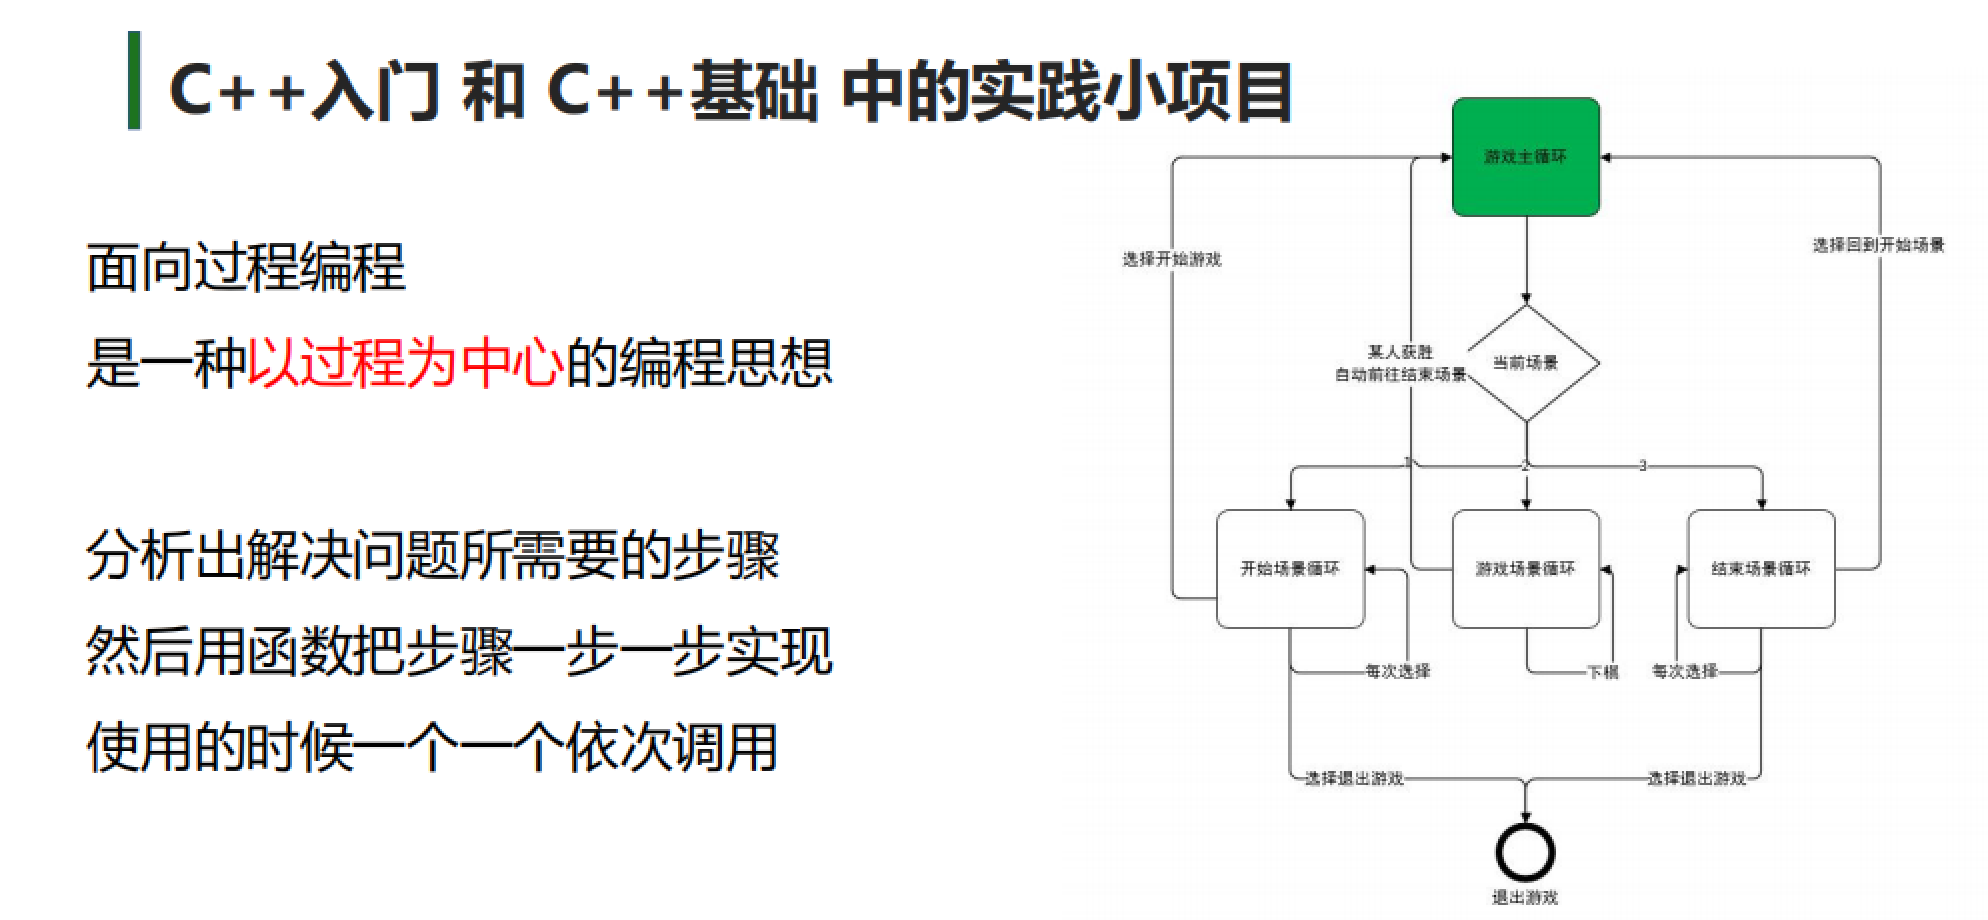 C++入门 和 C++基础 中的实践小项目
面向过程编程
是一种以过程为中心的编程思想
分析出解决问题所需要的步骤
然后用函数把步骤一步一步实现
使用的时候一个一个依次调用
游戏主循环
选择开始游戏
选择回到开始场景
某人获胜
自动前往结束场景
当前场景
1
2
3
开始场景循环
游戏场景循环
结束场景循环
每次选择
下棋
每次选择
选择退出游戏
选择退出游戏
退出游戏